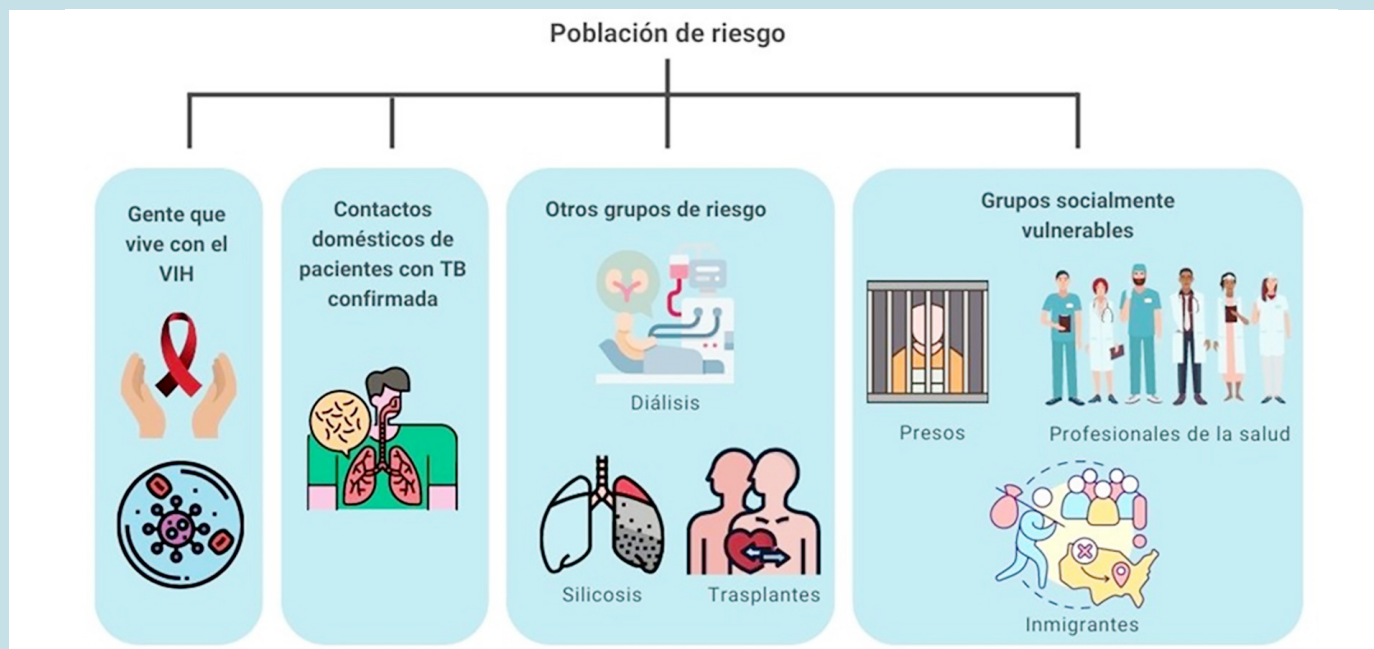 Población de riesgo
Gente que
vive con el
VIH
Contactos
domésticos de
pacientes con TB
confirmada
Otros grupos de riesgo
Diálisis
Silicosis
Trasplantes
Grupos socialmente
vulnerables
Presos
Profesionales de la salud
Inmigrantes